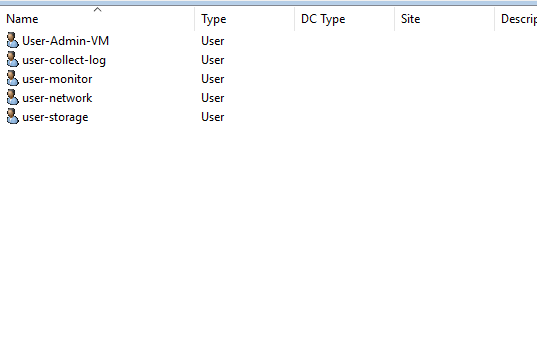 Name Type DC Type Site Descrip
User-Admin-VM User
user-collect-log User
user-monitor User
user-network User
user-storage User